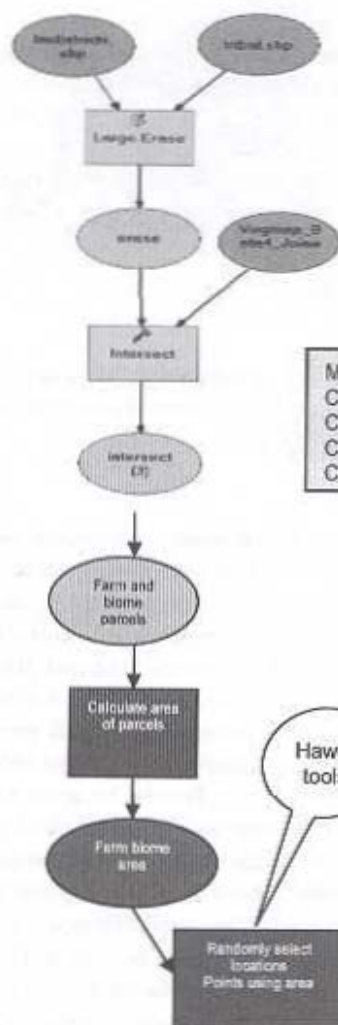 Large Erase
erase
Intersect
intersect
(2)
M
C
C
C
C
Farm and
biome
parcels
Calculate area
of parcels
Haw
tools
Farm biome
area
Randomly select
locations
Points using area